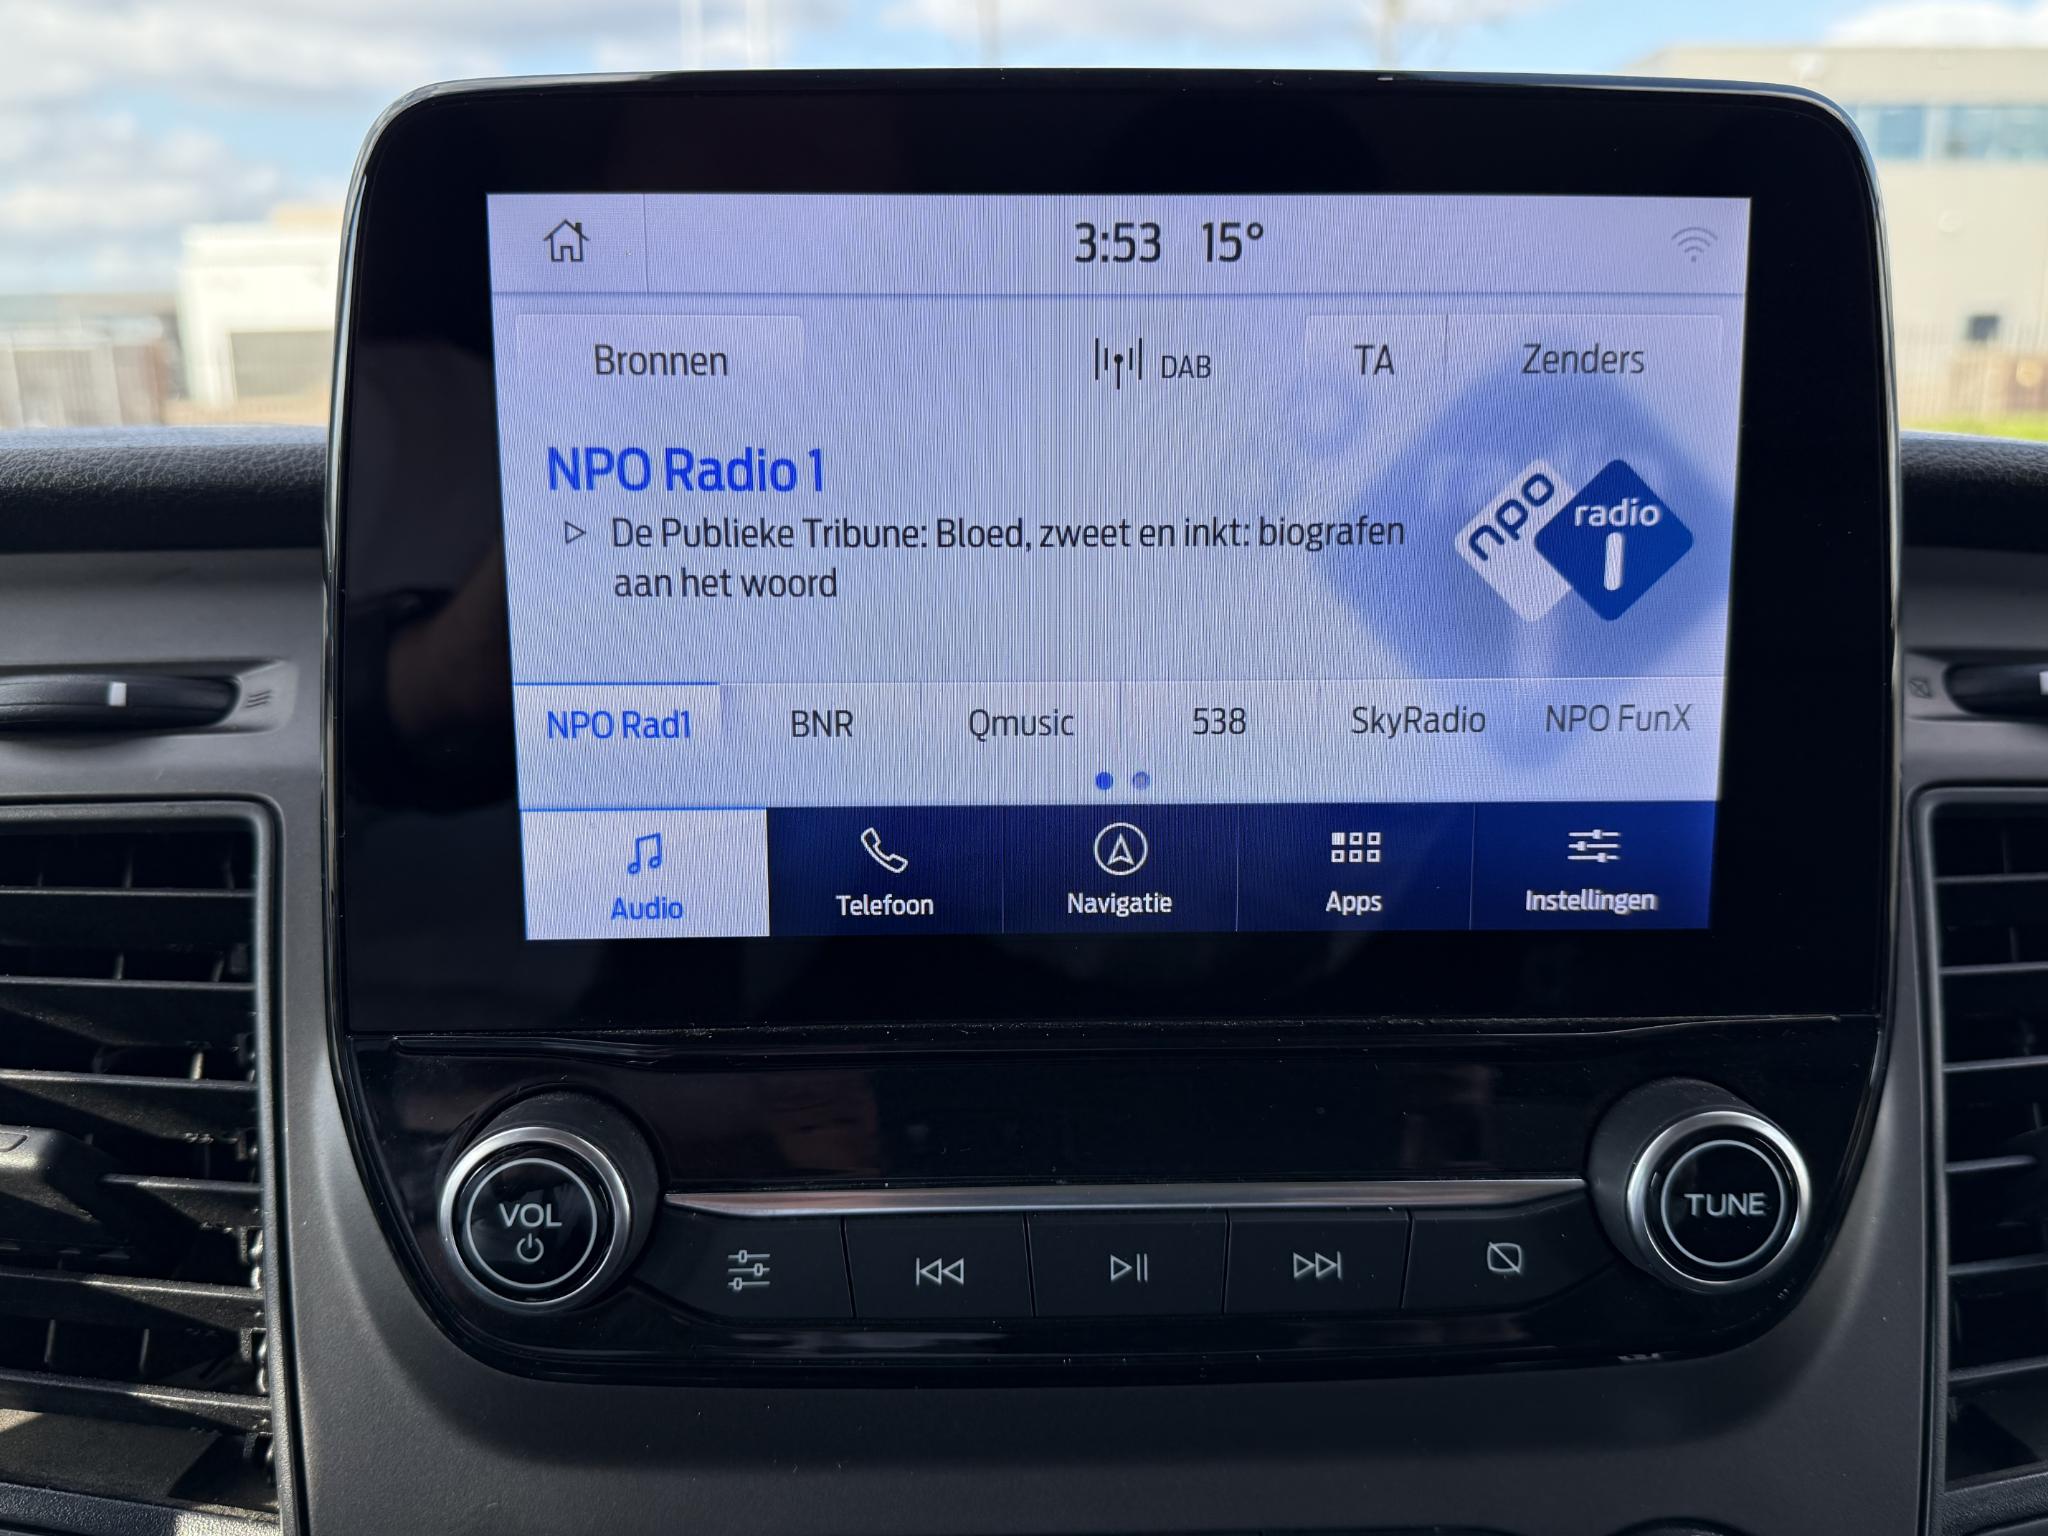 3:53 15°
Bronnen DAB TA Zenders
NPO Radio 1
De Publieke Tribune: Bloed, zweet en inkt: biografen
aan het woord
npo radio 1
NPO Rad1 BNR Qmusic 538 SkyRadio NPO FunX
Audio Telefoon Navigatie Apps Instellingen
VOL TUNE